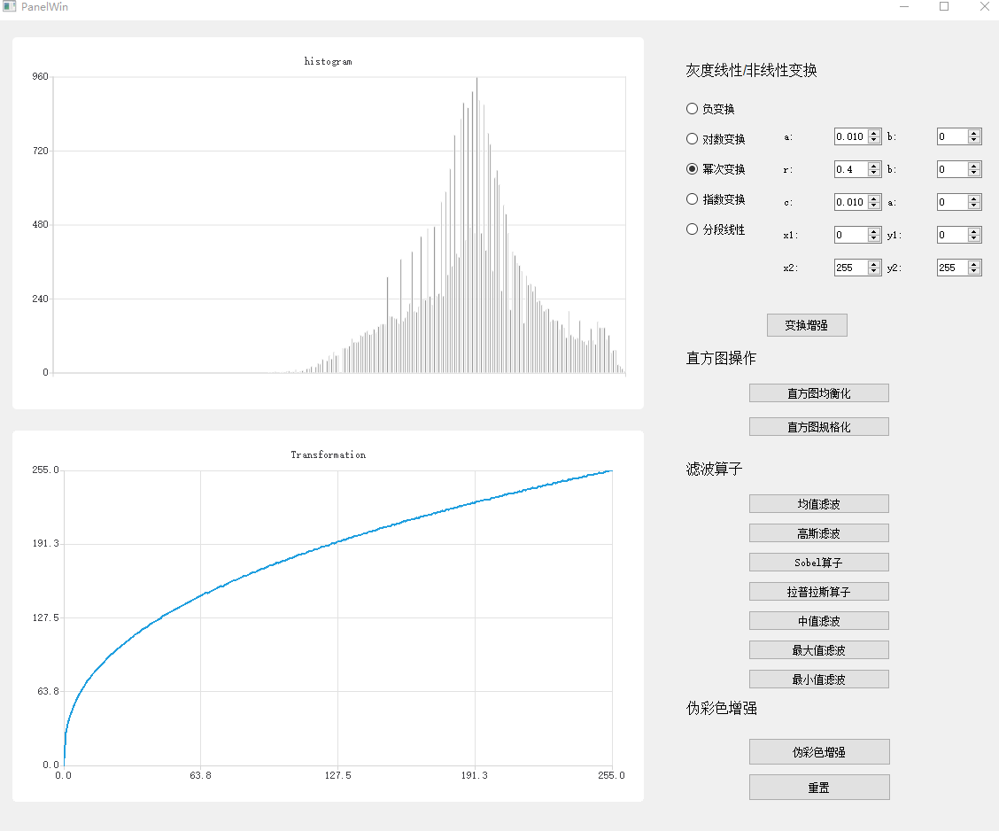 PanelWin
histogram
960
720
480
240
0
Transformation
255.0
191.3
127.5
63.8
0.0
0.0 63.8 127.5 191.3 255.0
灰度线性/非线性变换
负变换
对数变换 a: 0.010 b: 0
幂次变换 r: 0.4 b: 0
指数变换 c: 0.010 a: 0
分段线性 x1: 0 y1: 0
x2: 255 y2: 255
变换增强
直方图操作
直方图均衡化
直方图规格化
滤波算子
均值滤波
高斯滤波
Sobel算子
拉普拉斯算子
中值滤波
最大值滤波
最小值滤波
伪彩色增强
伪彩色增强
重置